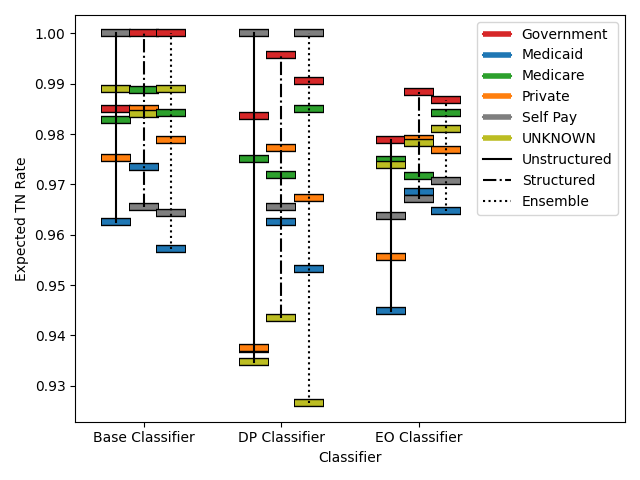 1.00
0.99
0.98
0.97
0.96
0.95
0.94
0.93
Expected TN Rate
Base Classifier
DP Classifier
EO Classifier
Classifier
Government
Medicaid
Medicare
Private
Self Pay
UNKNOWN
Unstructured
Structured
Ensemble